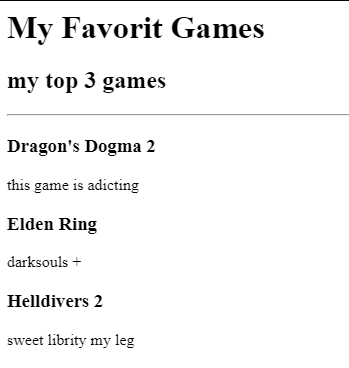 My Favorit Games
my top 3 games
Dragon's Dogma 2
this game is adicting
Elden Ring
darksouls +
Helldivers 2
sweet librity my leg